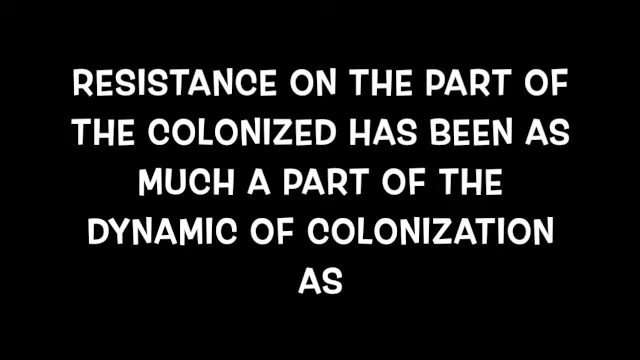 RESISTANCE ON THE PART OF
THE COLONIZED HAS BEEN AS
MUCH A PART OF THE
DYNAMIC OF COLONIZATION
AS